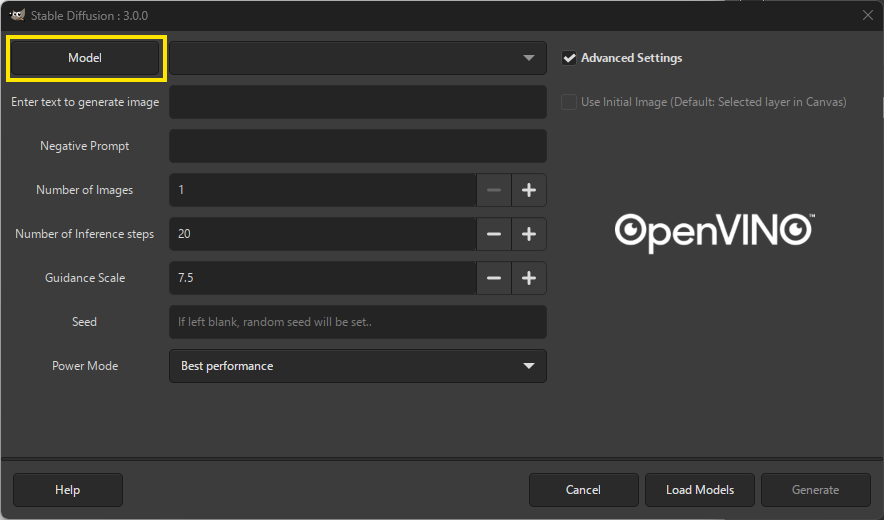 Stable Diffusion : 3.0.0
Model
Advanced Settings
Enter text to generate image
Use Initial Image (Default: Selected layer in Canvas)
Negative Prompt
Number of Images 1
Number of Inference steps 20
OpenVINO™
Guidance Scale 7.5
Seed If left blank, random seed will be set..
Power Mode Best performance
Help Cancel Load Models Generate